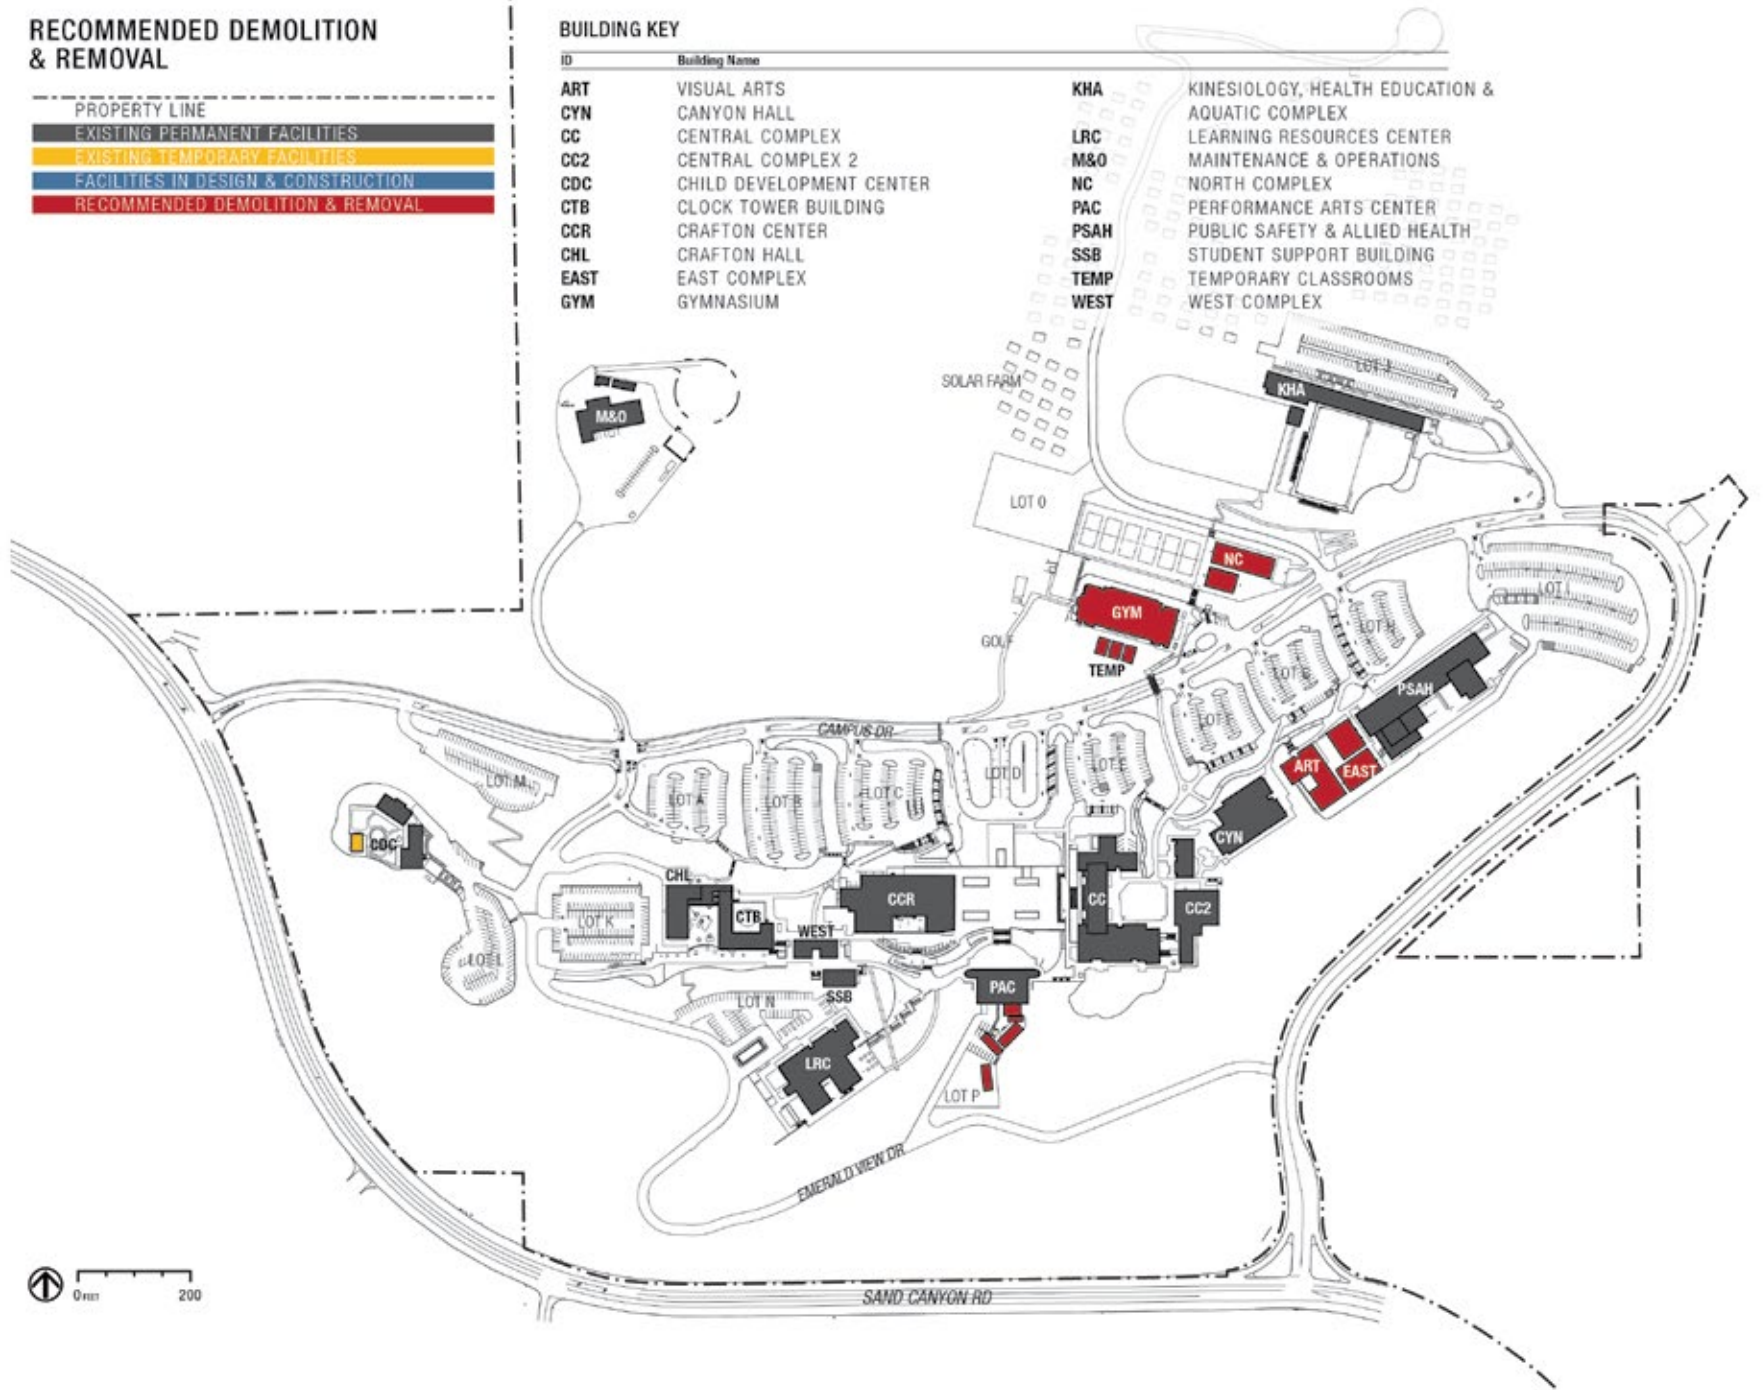 RECOMMENDED DEMOLITION
& REMOVAL
PROPERTY LINE
EXISTING PERMANENT FACILITIES
EXISTING TEMPORARY FACILITIES
FACILITIES IN DESIGN & CONSTRUCTION
RECOMMENDED DEMOLITION & REMOVAL
BUILDING KEY
ID Building Name
ART VISUAL ARTS
CYN CANYON HALL
CC CENTRAL COMPLEX
CC2 CENTRAL COMPLEX 2
CDC CHILD DEVELOPMENT CENTER
CTB CLOCK TOWER BUILDING
CCR CRAFTON CENTER
CHL CRAFTON HALL
EAST EAST COMPLEX
GYM GYMNASIUM
KHA KINESIOLOGY, HEALTH EDUCATION &
AQUATIC COMPLEX
LRC LEARNING RESOURCES CENTER
M&O MAINTENANCE & OPERATIONS
NC NORTH COMPLEX
PAC PERFORMANCE ARTS CENTER
PSAH PUBLIC SAFETY & ALLIED HEALTH
SSB STUDENT SUPPORT BUILDING
TEMP TEMPORARY CLASSROOMS
WEST WEST COMPLEX
LOT J
SOLAR FARM
KHA
M&O
LOT O
NC
LOT I
GYM
LOT H
GOLF
TEMP
LOT G
PSAH
LOT F
CAMPUS DR
ART
EAST
LOT M
LOT D
LOT E
LOT A
LOT B
LOT C
CDC
CYN
CHL
CCR
CC
CC2
LOT K
CTB
WEST
LOT L
PAC
SSB
LOT N
LRC
LOT P
EMERALD VIEW DR
0 FEET 200
SAND CANYON RD